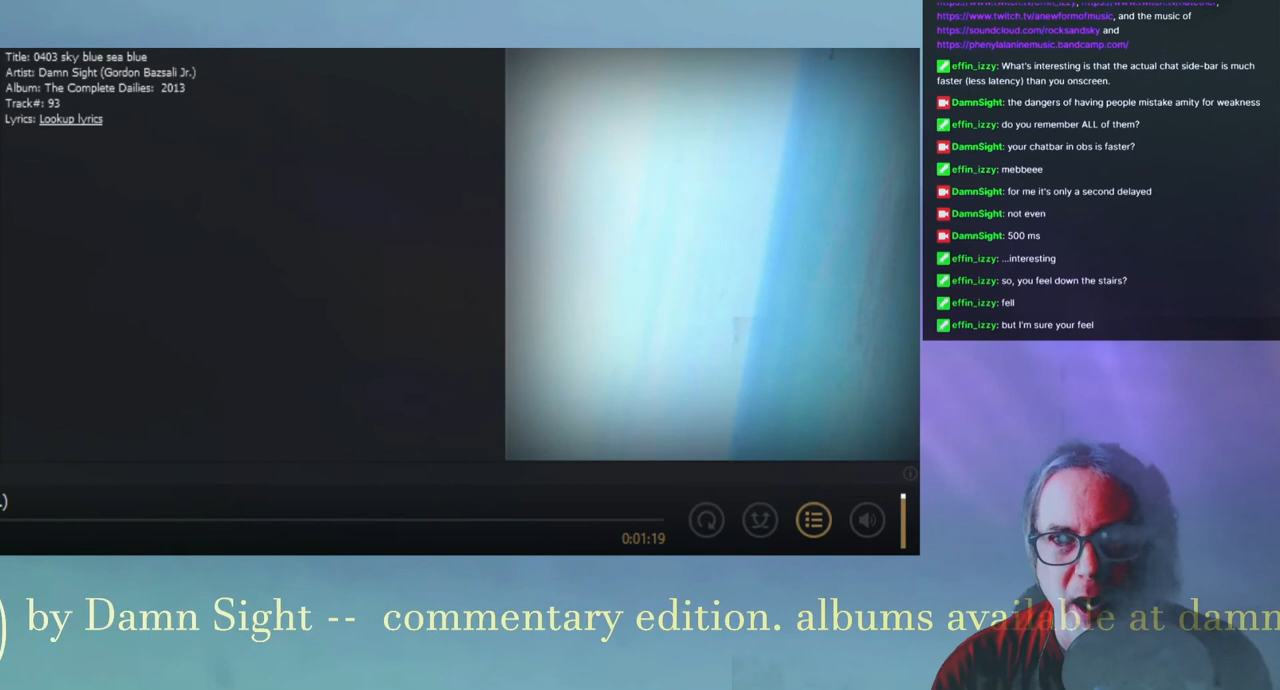 Title: 0403 sky blue sea blue
Artist: Damn Sight (Gordon Bazsali Jr.)
Album: The Complete Dailies: 2013
Track#: 93
Lyrics: Lookup lyrics
.)
0:01:19
) by Damn Sight -- commentary edition. albums available at damn
https://www.twitch.tv/anewformofmusic, and the music of
https://soundcloud.com/rocksandsky and
https://phenylalaninemusic.bandcamp.com/
effin_izzy: What's interesting is that the actual chat side-bar is much
faster (less latency) than you onscreen.
DamnSight: the dangers of having people mistake amity for weakness
effin_izzy: do you remember ALL of them?
DamnSight: your chatbar in obs is faster?
effin_izzy: mebbeee
DamnSight: for me it's only a second delayed
DamnSight: not even
DamnSight: 500 ms
effin_izzy: ...interesting
effin_izzy: so, you feel down the stairs?
effin_izzy: fell
effin_izzy: but I'm sure your feel